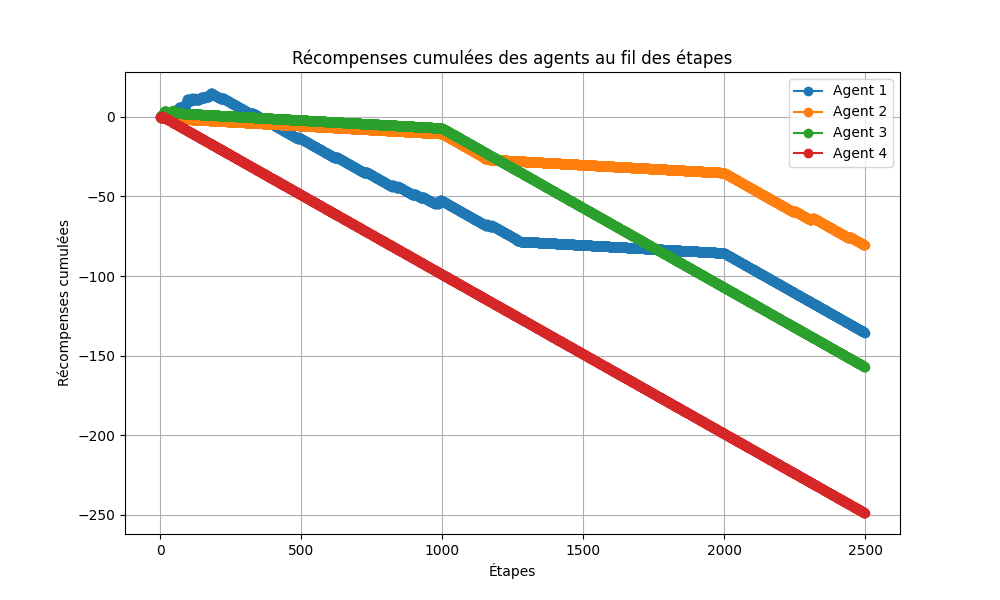 Récompenses cumulées des agents au fil des étapes
Agent 1
Agent 2
Agent 3
Agent 4
Récompenses cumulées
0
−50
−100
−150
−200
−250
0
500
1000
1500
2000
2500
Étapes